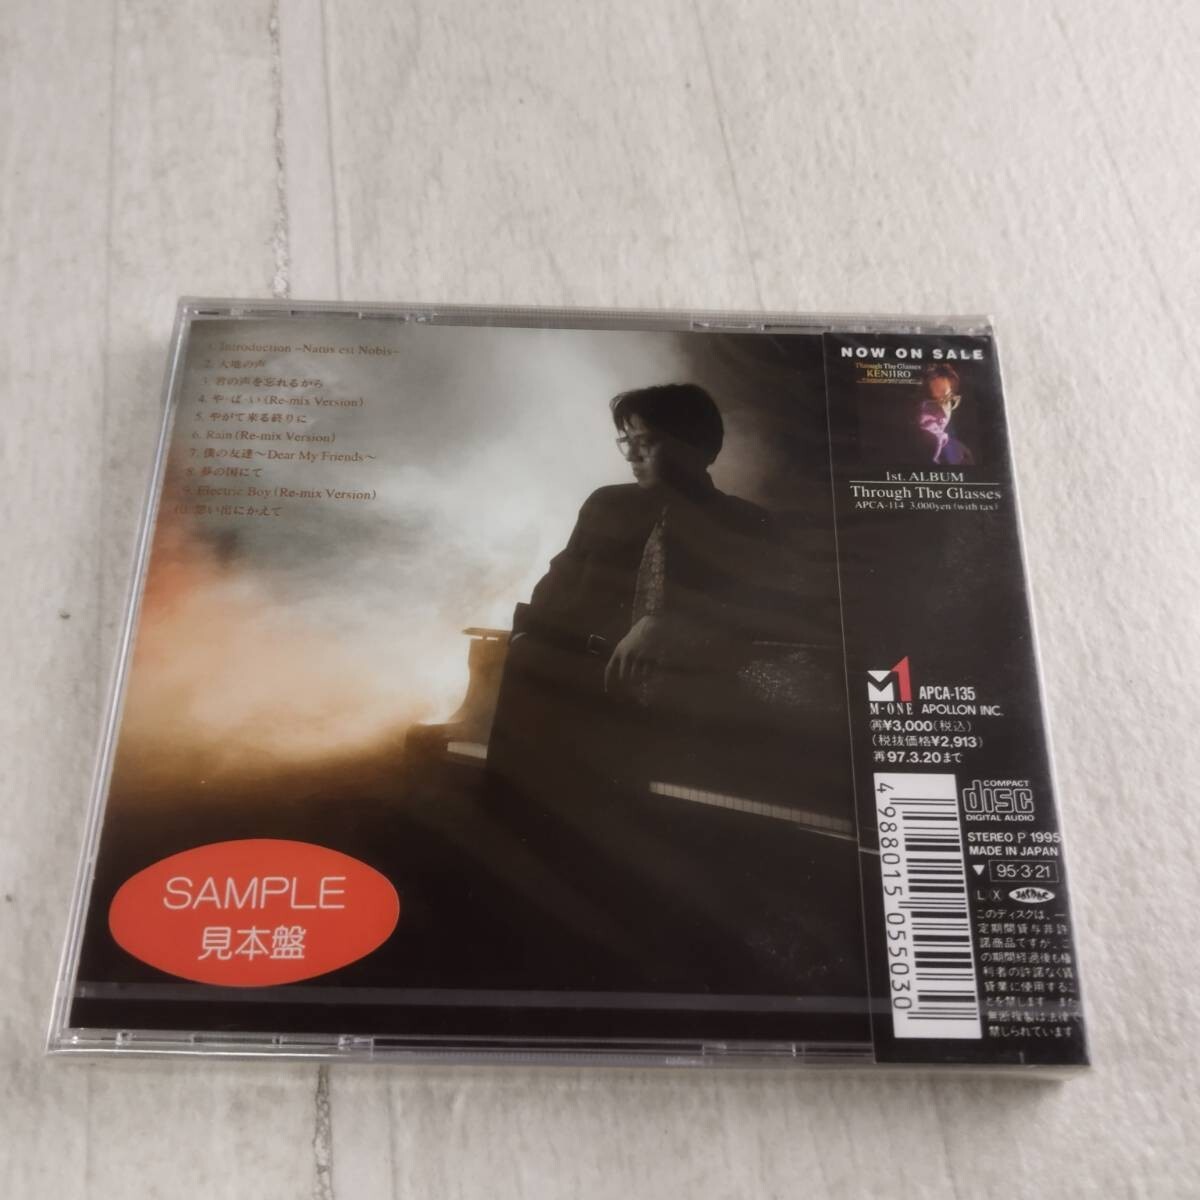 1. Introduction –Natus est Nobis–
2. 大地の声
3. 君の声を忘れるから
4. や・ば・い (Re-mix Version)
5. やがて来る終りに
6. Rain (Re-mix Version)
7. 僕の友達〜Dear My Friends〜
8. 夢の国にて
9. Electric Boy (Re-mix Version)
10. 思い出にかえて
SAMPLE
見本盤
NOW ON SALE
Through The Glasses
KENJIRO
1st. ALBUM
Through The Glasses
APCA-114 3,000yen (with tax)
M-ONE
APCA-135
APOLLON INC.
再¥3,000(税込)
(税抜価格¥2,913)
再97.3.20まで
4 988015 055030
COMPACT
disc
DIGITAL AUDIO
STEREO P 1995
MADE IN JAPAN
▼ 95·3·21
L X JASRAC
このディスクは、一
定期間貸与非許
諾商品ですが、こ
の期間経過後も権
利者の許諾なく賃
貸業に使用するこ
とを禁します また
無断複製は法律で
禁じられています